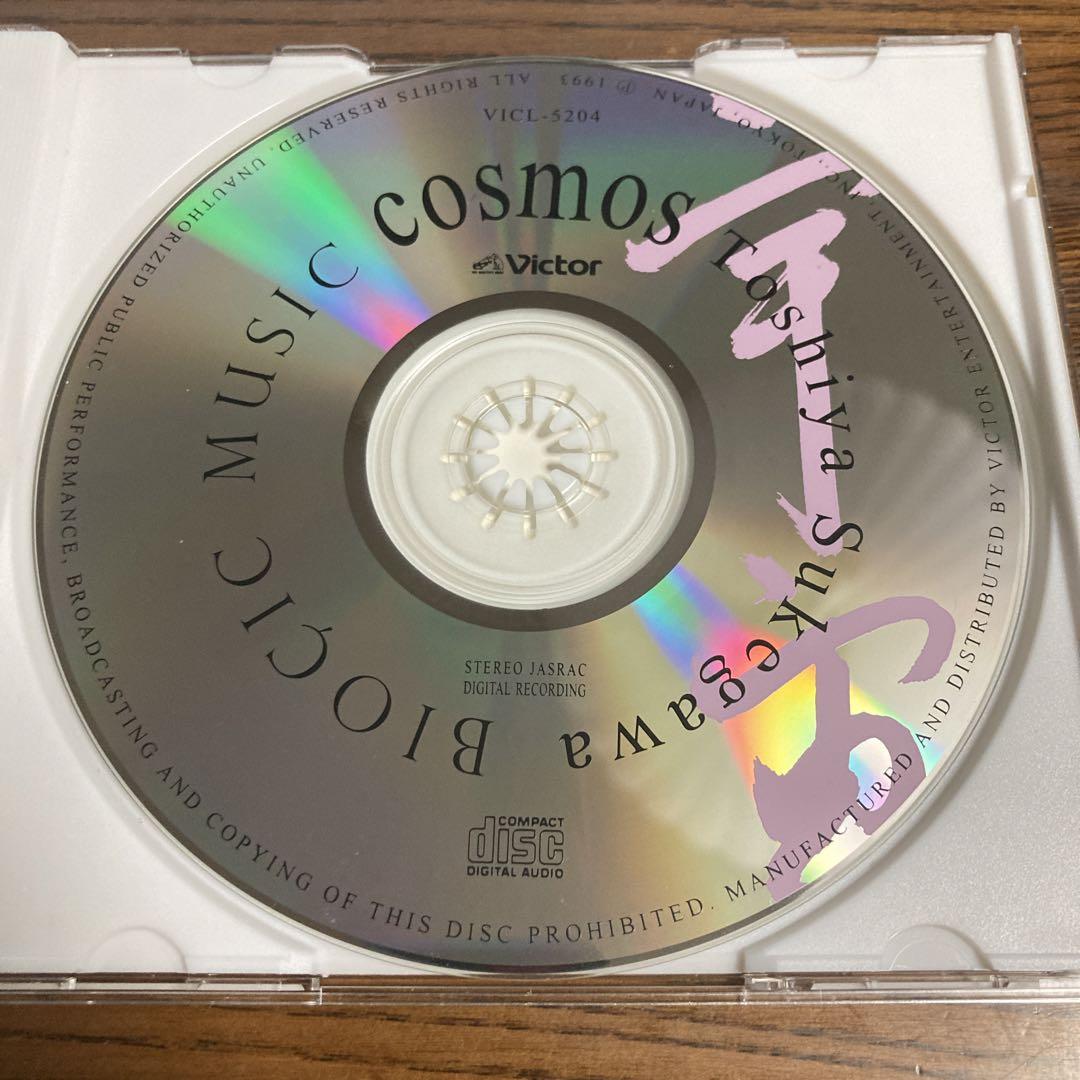 VICL-5204
COSMOS
Victor
Toshiya Sukegawa
BIOÇIC MUSIC
STEREO JASRAC
DIGITAL RECORDING
COMPACT
disc
DIGITAL AUDIO
ALL RIGHTS RESERVED. UNAUTHORIZED PUBLIC PERFORMANCE, BROADCASTING AND COPYING OF THIS DISC PROHIBITED. MANUFACTURED AND DISTRIBUTED BY VICTOR ENTERTAINMENT, INC., TOKYO, JAPAN ℗ 1993